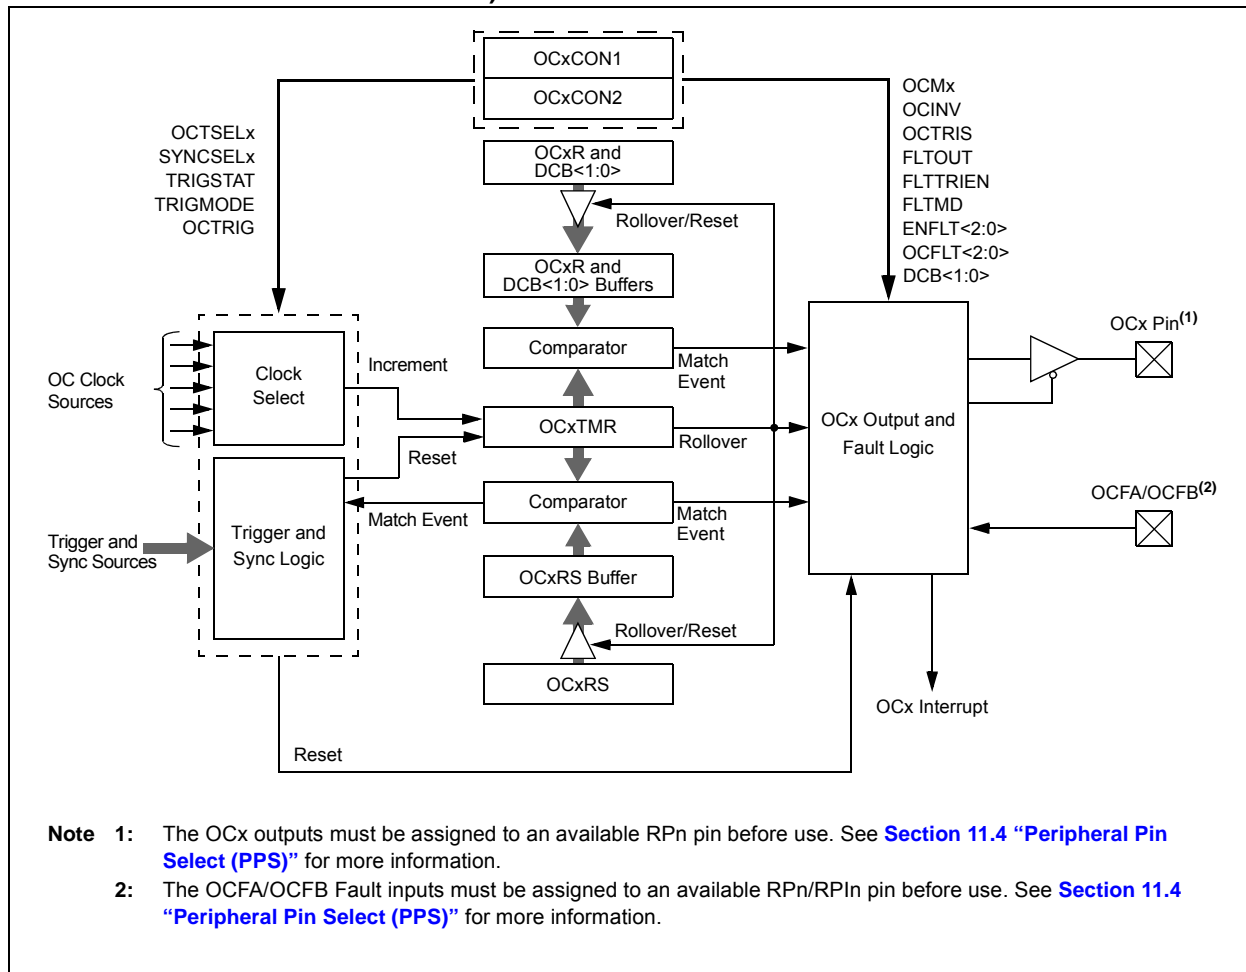 OCxCON1
OCxCON2
OCTSELx
SYNCSELx
TRIGSTAT
TRIGMODE
OCTRIG
OCMx
OCINV
OCTRIS
FLTOUT
FLTTRIEN
FLTMD
ENFLT<2:0>
OCFLT<2:0>
DCB<1:0>
OCxR and
DCB<1:0>
Rollover/Reset
OCxR and
DCB<1:0> Buffers
Comparator
Match
Event
OC Clock
Sources
Clock
Select
Increment
OCxTMR
Rollover
Reset
OCx Output and
Fault Logic
OCx Pin(1)
OCFA/OCFB(2)
Comparator
Match Event
Match
Event
Trigger and
Sync Sources
Trigger and
Sync Logic
OCxRS Buffer
Rollover/Reset
OCxRS
OCx Interrupt
Reset
Note 1: The OCx outputs must be assigned to an available RPn pin before use. See Section 11.4 “Peripheral Pin
Select (PPS)” for more information.
2: The OCFA/OCFB Fault inputs must be assigned to an available RPn/RPIn pin before use. See Section 11.4
“Peripheral Pin Select (PPS)” for more information.